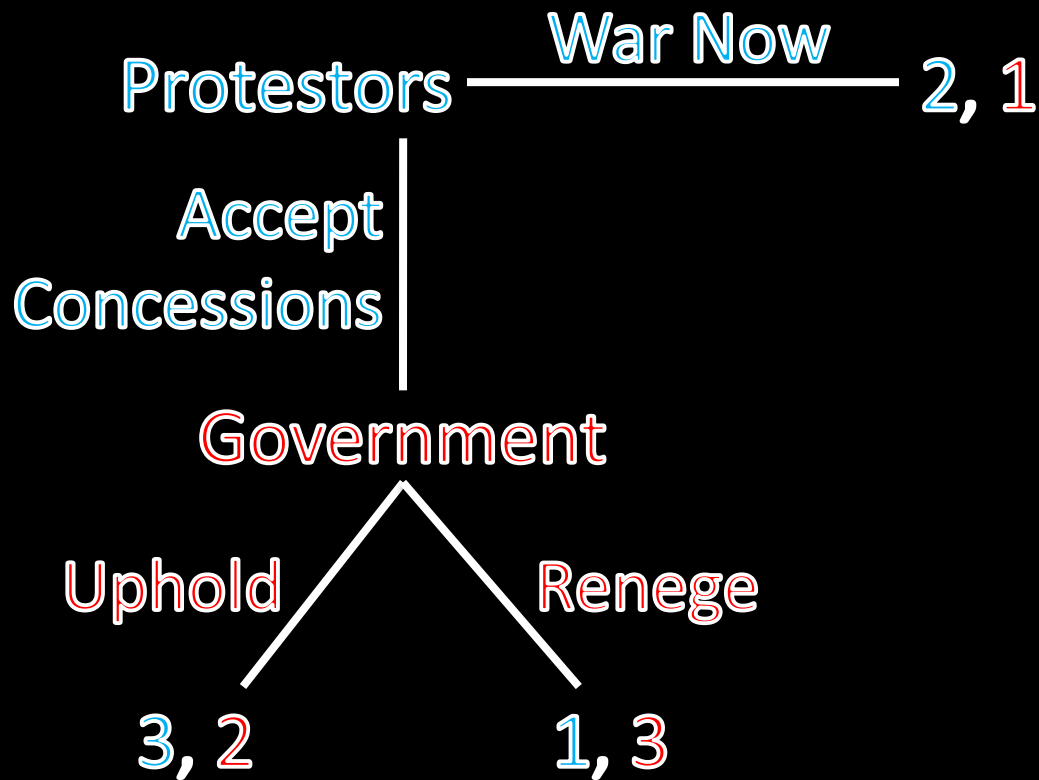 War Now
Protestors
2, 1
Accept
Concessions
Government
Uphold
Renege
3, 2
1, 3